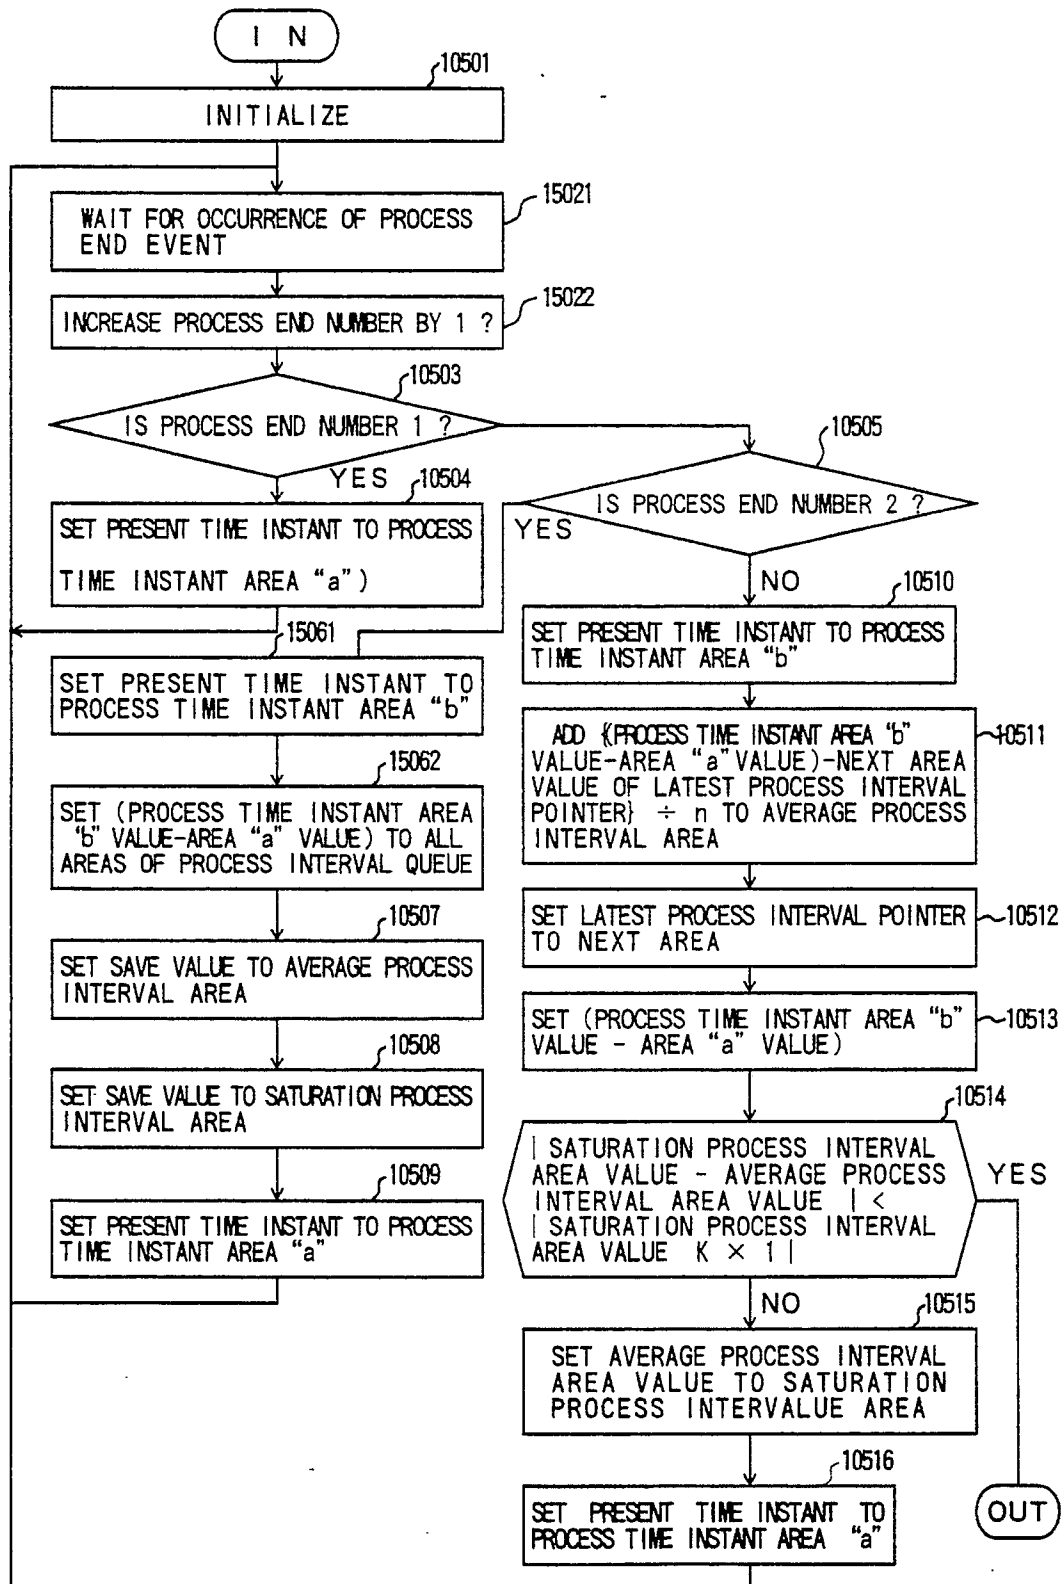 IN
10501
INITIALIZE
15021
WAIT FOR OCCURRENCE OF PROCESS
END EVENT
15022
INCREASE PROCESS END NUMBER BY 1 ?
10503
IS PROCESS END NUMBER 1 ?
YES
10504
SET PRESENT TIME INSTANT TO PROCESS
TIME INSTANT AREA “a”)
15061
SET PRESENT TIME INSTANT TO
PROCESS TIME INSTANT AREA “b”
15062
SET (PROCESS TIME INSTANT AREA
“b” VALUE-AREA “a” VALUE) TO ALL
AREAS OF PROCESS INTERVAL QUEUE
10507
SET SAVE VALUE TO AVERAGE PROCESS
INTERVAL AREA
10508
SET SAVE VALUE TO SATURATION PROCESS
INTERVAL AREA
10509
SET PRESENT TIME INSTANT TO PROCESS
TIME INSTANT AREA “a”
10505
IS PROCESS END NUMBER 2 ?
YES
NO
10510
SET PRESENT TIME INSTANT TO PROCESS
TIME INSTANT AREA “b”
10511
ADD {(PROCESS TIME INSTANT AREA “b”
VALUE-AREA “a” VALUE)-NEXT AREA
VALUE OF LATEST PROCESS INTERVAL
POINTER} ÷ n TO AVERAGE PROCESS
INTERVAL AREA
10512
SET LATEST PROCESS INTERVAL POINTER
TO NEXT AREA
10513
SET (PROCESS TIME INSTANT AREA “b”
VALUE - AREA “a” VALUE)
10514
| SATURATION PROCESS INTERVAL
AREA VALUE - AVERAGE PROCESS
INTERVAL AREA VALUE | <
| SATURATION PROCESS INTERVAL
AREA VALUE K × 1 |
YES
NO
10515
SET AVERAGE PROCESS INTERVAL
AREA VALUE TO SATURATION
PROCESS INTERVALUE AREA
10516
SET PRESENT TIME INSTANT TO
PROCESS TIME INSTANT AREA “a”
OUT